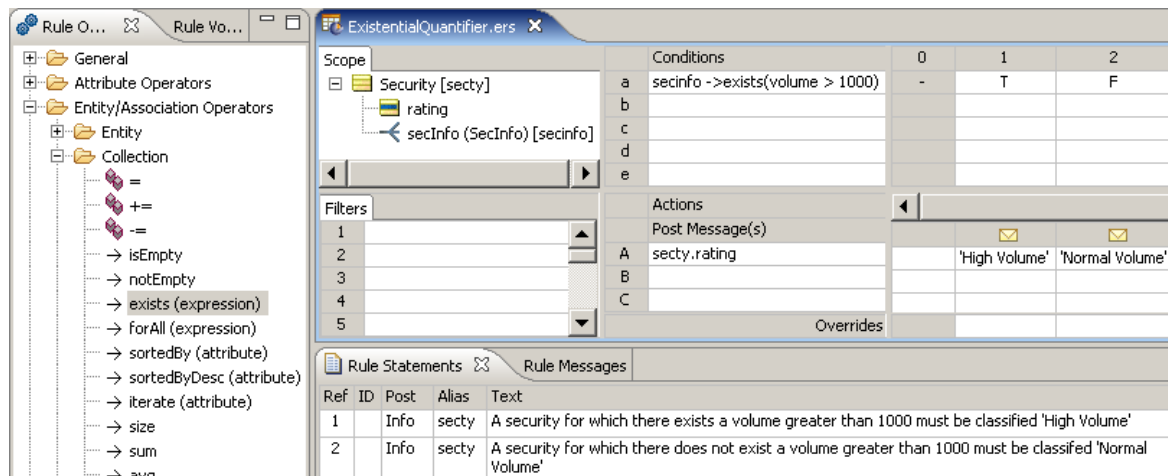 Rule O...
Rule Vo...
General
Attribute Operators
Entity/Association Operators
Entity
Collection
=
+=
-=
isEmpty
notEmpty
exists (expression)
forAll (expression)
sortedBy (attribute)
sortedByDesc (attribute)
iterate (attribute)
size
sum
avg
ExistentialQuantifier.ers
Scope
Security [secty]
rating
secInfo (SecInfo) [secinfo]
Filters
1
2
3
4
5
Conditions 0 1 2
a secinfo ->exists(volume > 1000) - T F
b
c
d
e
Actions
Post Message(s)
A secty.rating 'High Volume' 'Normal Volume'
B
C
Overrides
Rule Statements Rule Messages
Ref ID Post Alias Text
1 Info secty A security for which there exists a volume greater than 1000 must be classified 'High Volume'
2 Info secty A security for which there does not exist a volume greater than 1000 must be classifed 'Normal
Volume'